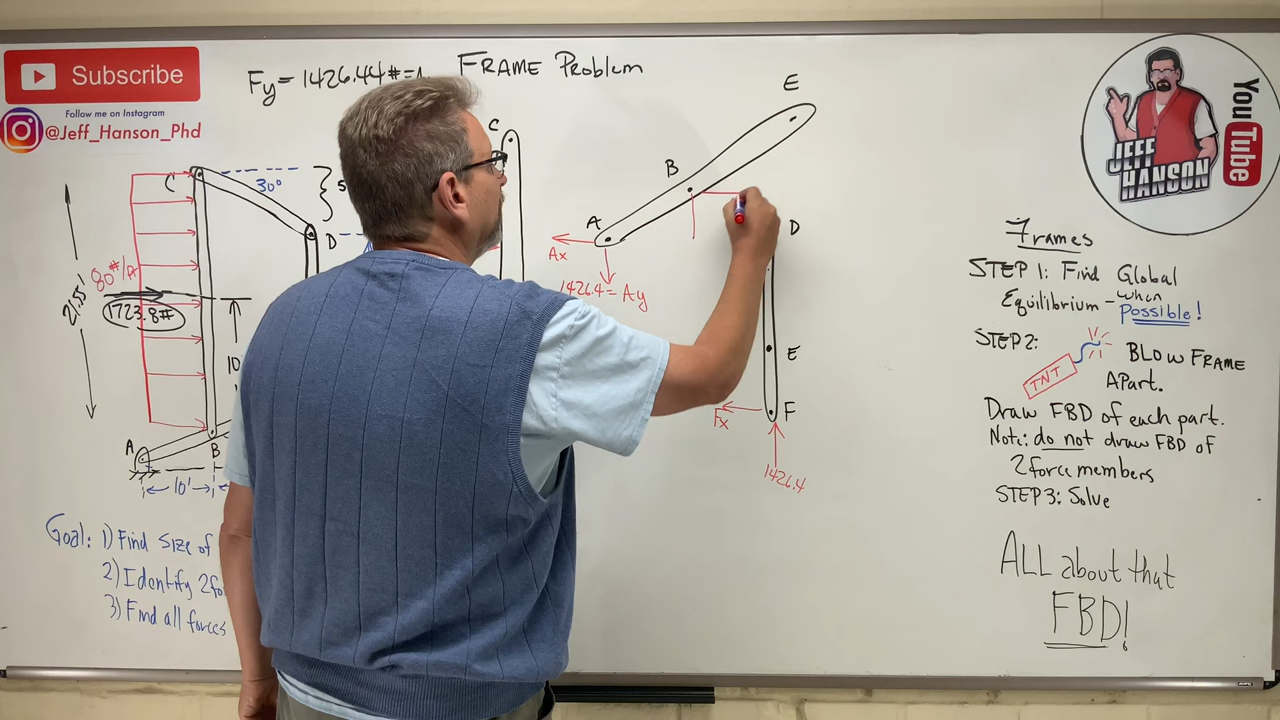 Subscribe
Follow me on Instagram
@Jeff_Hanson_Phd
Fy = 1426.44 #
FRAME Problem
C
30°
D
80#/ft
21.55
1723.8#
10
A
B
10'
Goal: 1) Find Size of
2) Identify 2fo
3) Find all forces
C
E
B
A
Ax
1426.4 = Ay
D
E
F
Fx
1426.4
JEFF
HANSON
YouTube
Frames
STEP 1: Find Global
Equilibrium - when
Possible!
STEP 2:
TNT
BLOW FRAME
APart.
Draw FBD of each part.
Note: do not draw FBD of
2 force members
STEP 3: Solve
ALL about that
FBD!